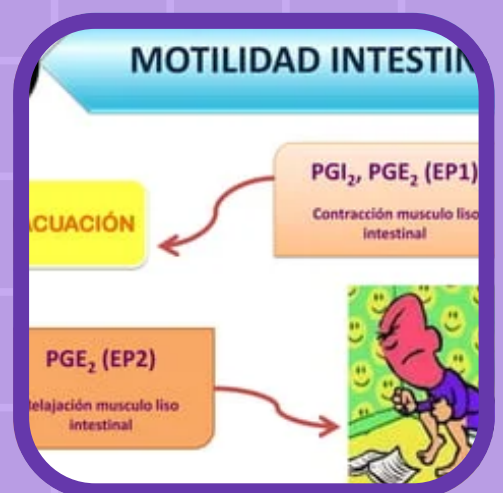 MOTILIDAD INTESTIN
PGI₂, PGE₂ (EP1)
Contracción musculo liso
intestinal
ACUACIÓN
PGE₂ (EP2)
Relajación musculo liso
intestinal